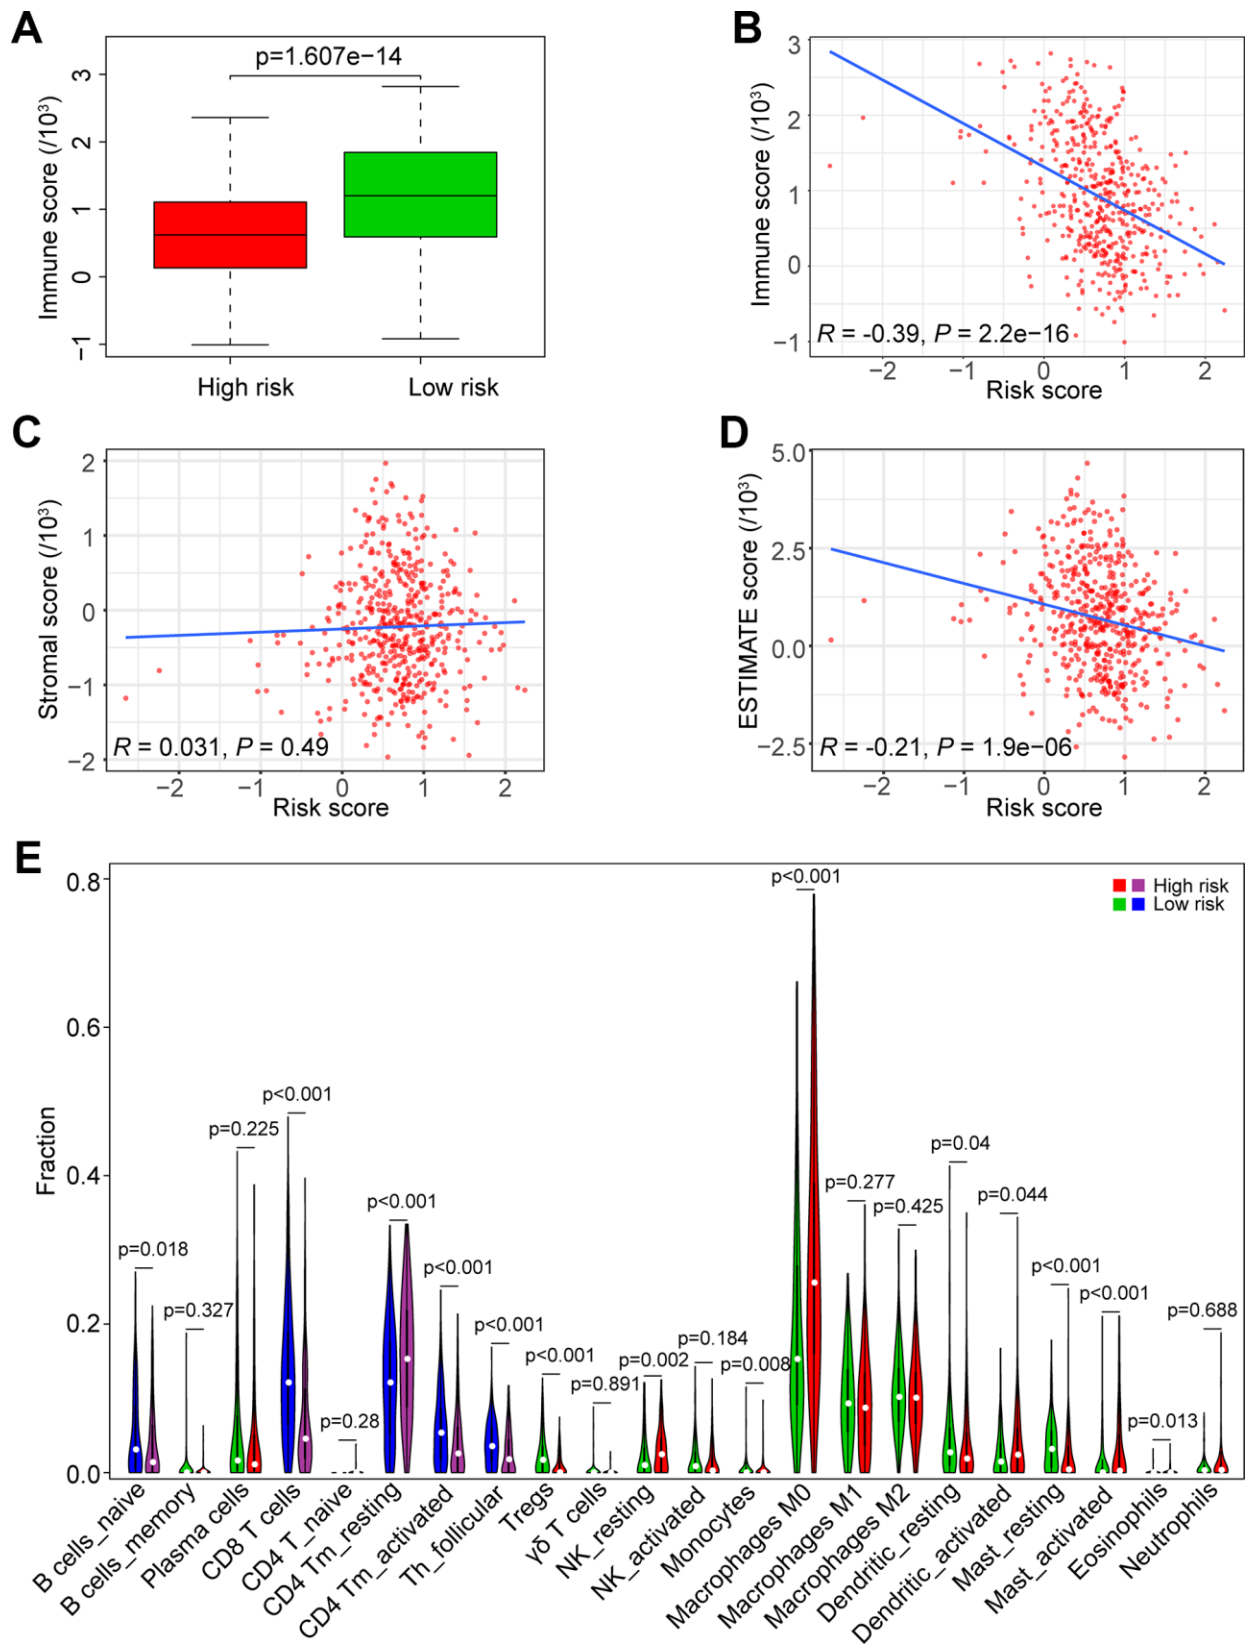 A
p=1.607e−14
Immune score (/10³)
3
2
1
0
−1
High risk
Low risk
B
Immune score (/10³)
3
2
1
0
−1
R = -0.39, P = 2.2e−16
−2
−1
0
1
2
Risk score
C
Stromal score (/10³)
2
1
0
−1
−2
R = 0.031, P = 0.49
−2
−1
0
1
2
Risk score
D
ESTIMATE score (/10³)
5.0
2.5
0.0
−2.5
R = -0.21, P = 1.9e−06
−2
−1
0
1
2
Risk score
E
Fraction
0.8
0.6
0.4
0.2
0.0
High risk
Low risk
p=0.018
p=0.327
p=0.225
p<0.001
p=0.28
p<0.001
p<0.001
p<0.001
p<0.001
p=0.891
p=0.002
p=0.184
p=0.008
p<0.001
p=0.277
p=0.425
p=0.04
p=0.044
p<0.001
p<0.001
p=0.013
p=0.688
B cells_naive
B cells_memory
Plasma cells
CD8 T cells
CD4 T_naive
CD4 Tm_resting
CD4 Tm_activated
Th_follicular
Tregs
γδ T cells
NK_resting
NK_activated
Monocytes
Macrophages M0
Macrophages M1
Macrophages M2
Dendritic_resting
Dendritic_activated
Mast_resting
Mast_activated
Eosinophils
Neutrophils